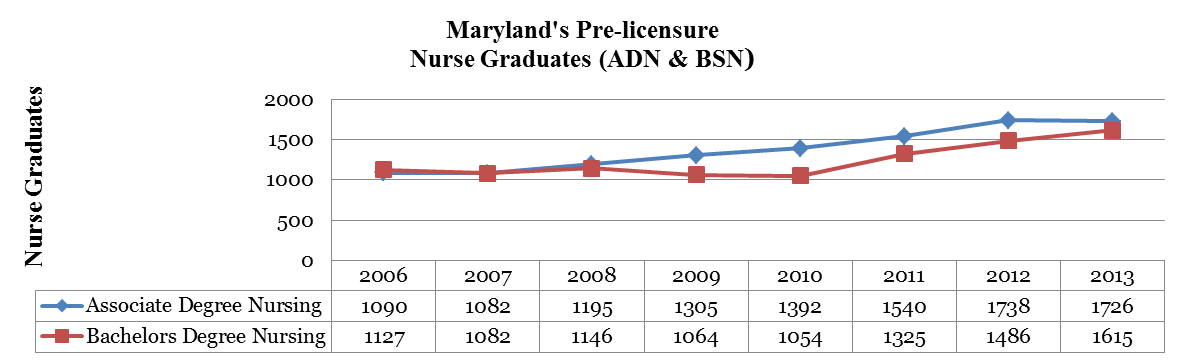 Maryland's Pre-licensure
Nurse Graduates (ADN & BSN)
Nurse Graduates
2000
1500
1000
500
0
2006 2007 2008 2009 2010 2011 2012 2013
Associate Degree Nursing 1090 1082 1195 1305 1392 1540 1738 1726
Bachelors Degree Nursing 1127 1082 1146 1064 1054 1325 1486 1615